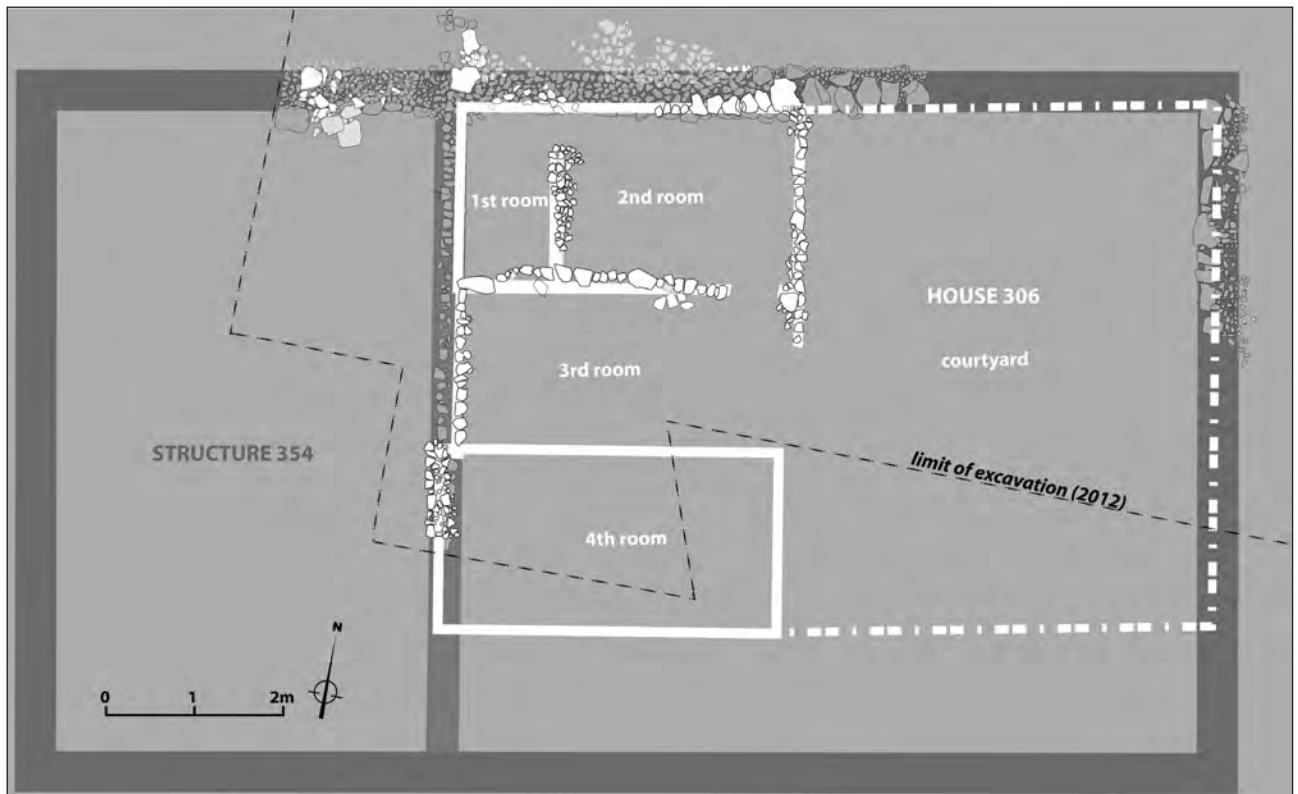 1st room
2nd room
HOUSE 306
courtyard
3rd room
STRUCTURE 354
limit of excavation (2012)
4th room
N
0 1 2m